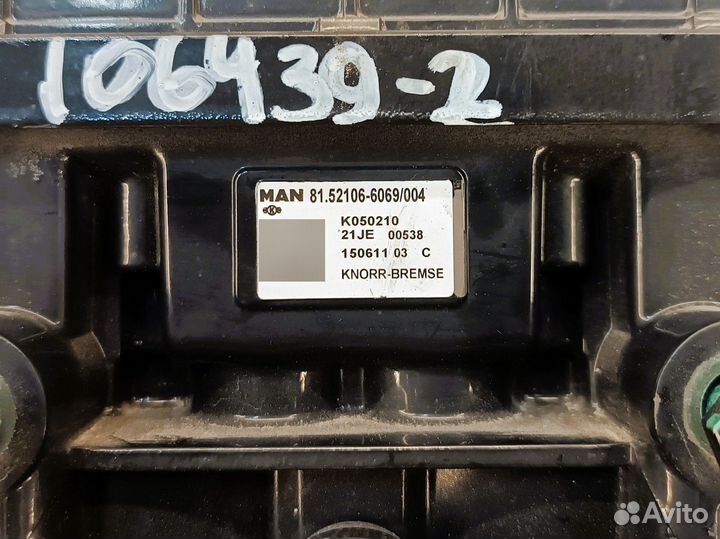 106439-2
MAN 81.52106-6069/004
K050210
21JE 00538
150611 03 C
KNORR-BREMSE
Avito